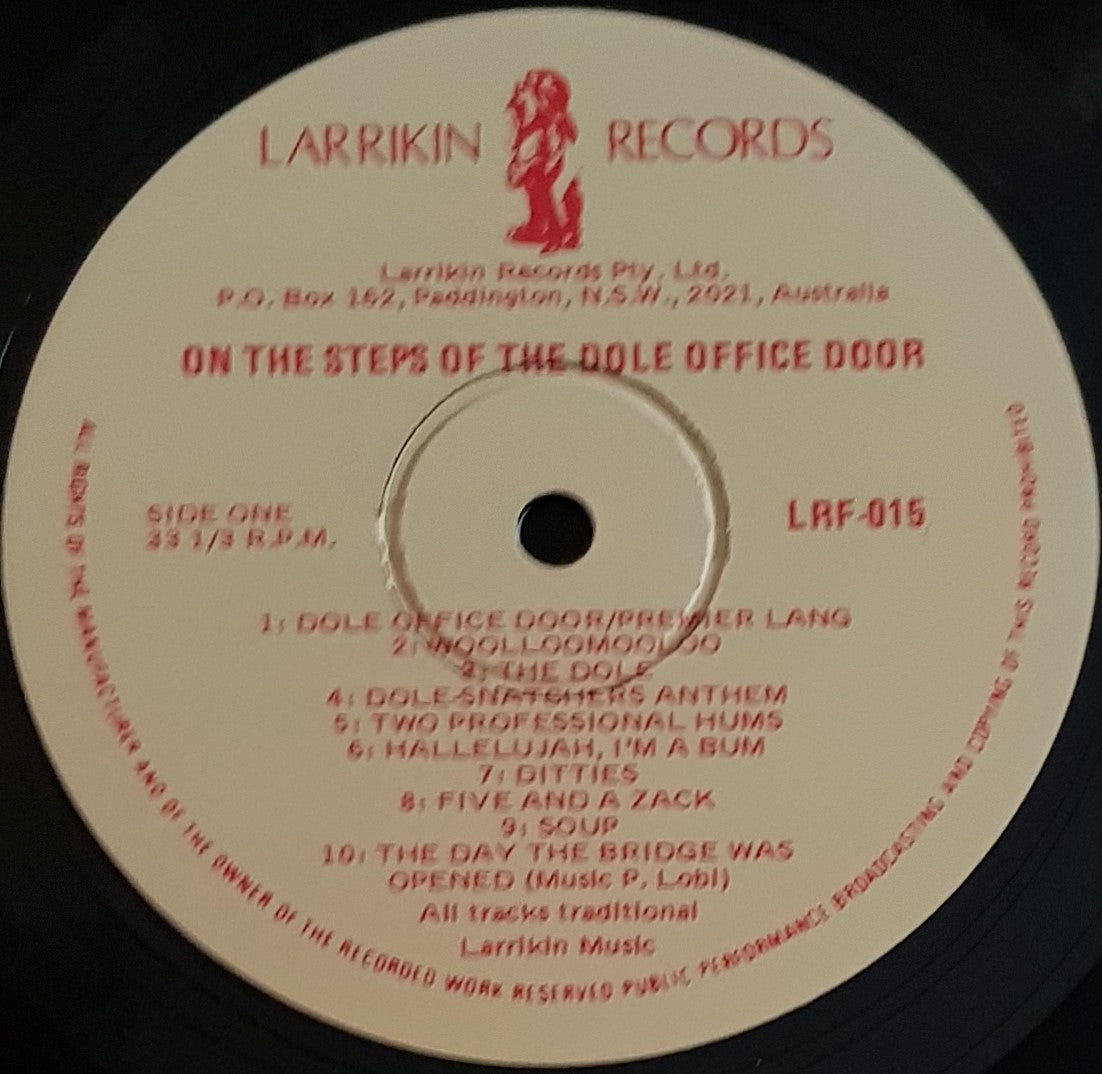 LARRIKIN RECORDS
Larrikin Records Pty. Ltd.
P.O. Box 162, Paddington, N.S.W., 2021, Australia
ON THE STEPS OF THE DOLE OFFICE DOOR
SIDE ONE
33 1/3 R.P.M.
LRF-015
1: DOLE OFFICE DOOR/PREMIER LANG
2: WOOLLOOMOOLOO
3: THE DOLE
4: DOLE-SNATCHERS ANTHEM
5: TWO PROFESSIONAL HUMS
6: HALLELUJAH, I'M A BUM
7: DITTIES
8: FIVE AND A ZACK
9: SOUP
10: THE DAY THE BRIDGE WAS
OPENED (Music P. Lobl)
All tracks traditional
Larrikin Music
ALL RIGHTS OF THE MANUFACTURER AND OF THE OWNER OF THE RECORDED WORK RESERVED PUBLIC PERFORMANCE BROADCASTING AND COPYING OF THIS RECORD PROHIBITED